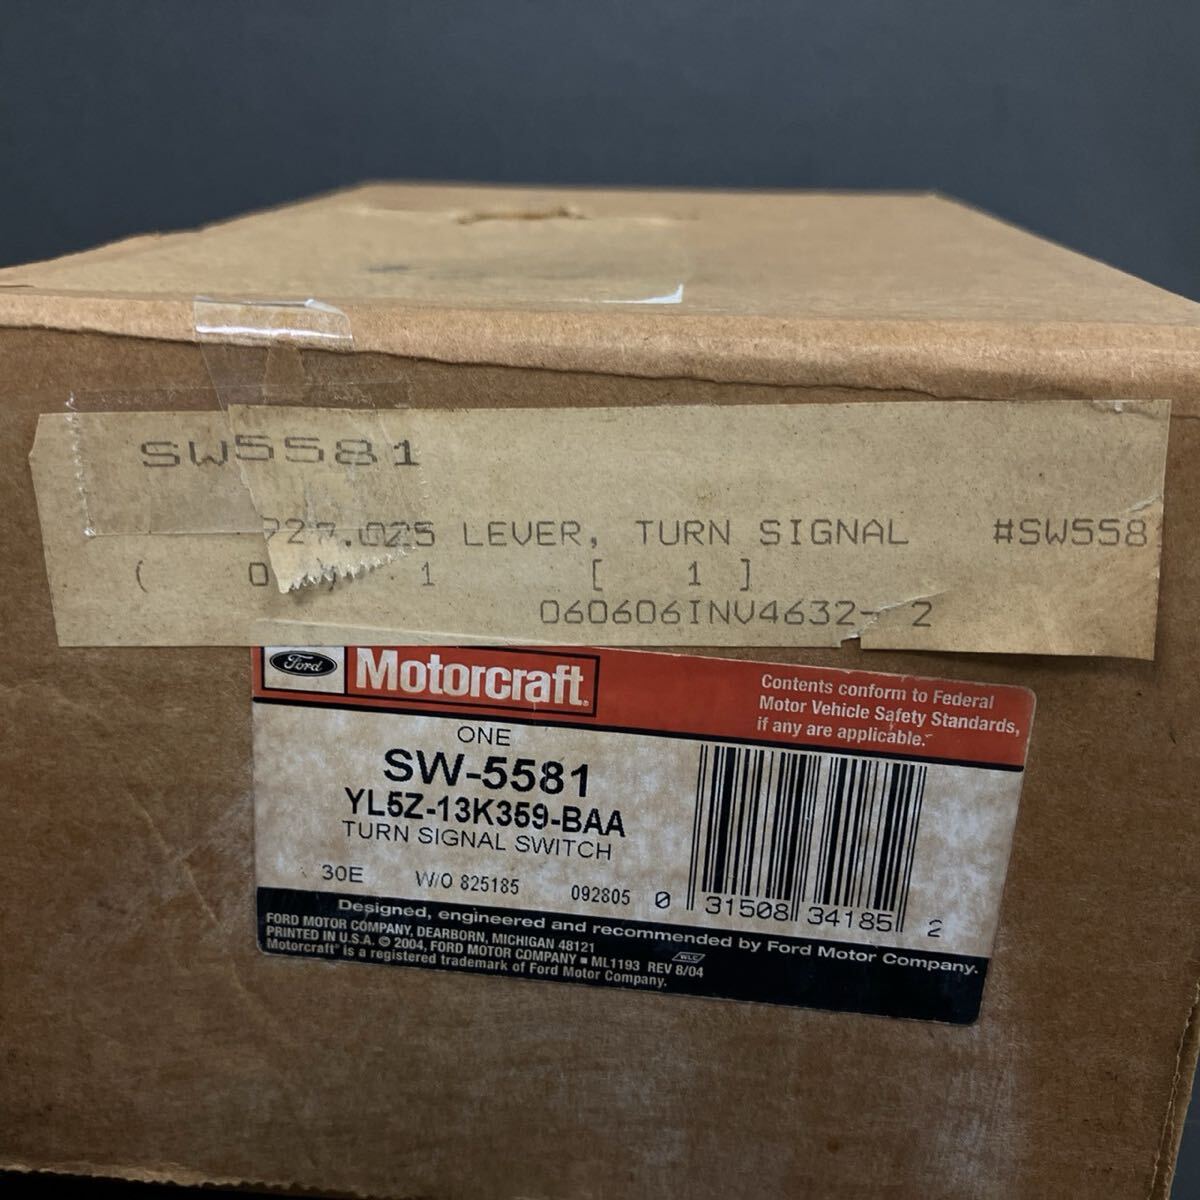 SW5581
927.025 LEVER, TURN SIGNAL #SW558
( 0 1 [ 1 ]
060606INV4632- 2
Ford Motorcraft
Contents conform to Federal
Motor Vehicle Safety Standards,
if any are applicable.
ONE
SW-5581
YL5Z-13K359-BAA
TURN SIGNAL SWITCH
30E W/O 825185 092805
0 31508 34185 2
Designed, engineered and recommended by Ford Motor Company.
FORD MOTOR COMPANY, DEARBORN, MICHIGAN 48121
PRINTED IN U.S.A. © 2004, FORD MOTOR COMPANY ▪ ML1193 REV 8/04
WLC
Motorcraft® is a registered trademark of Ford Motor Company.